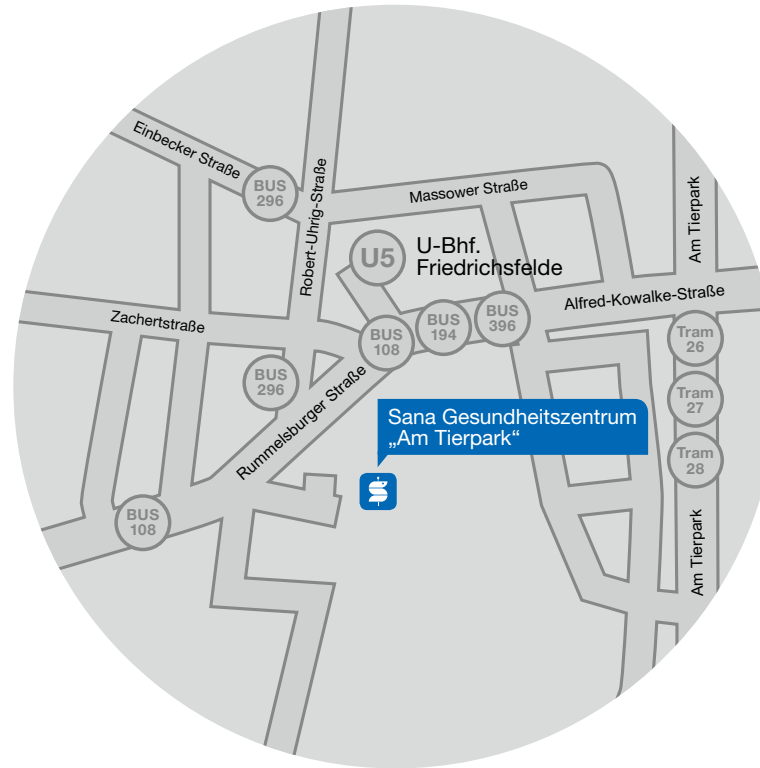 Einbecker Straße
BUS
296
Robert-Uhrig-Straße
Massower Straße
Am Tierpark
U5
U-Bhf.
Friedrichsfelde
Alfred-Kowalke-Straße
Zachertstraße
BUS
108
BUS
194
BUS
396
Tram
26
BUS
296
Rummelsburger Straße
Tram
27
Sana Gesundheitszentrum
„Am Tierpark“
Tram
28
BUS
108
Am Tierpark